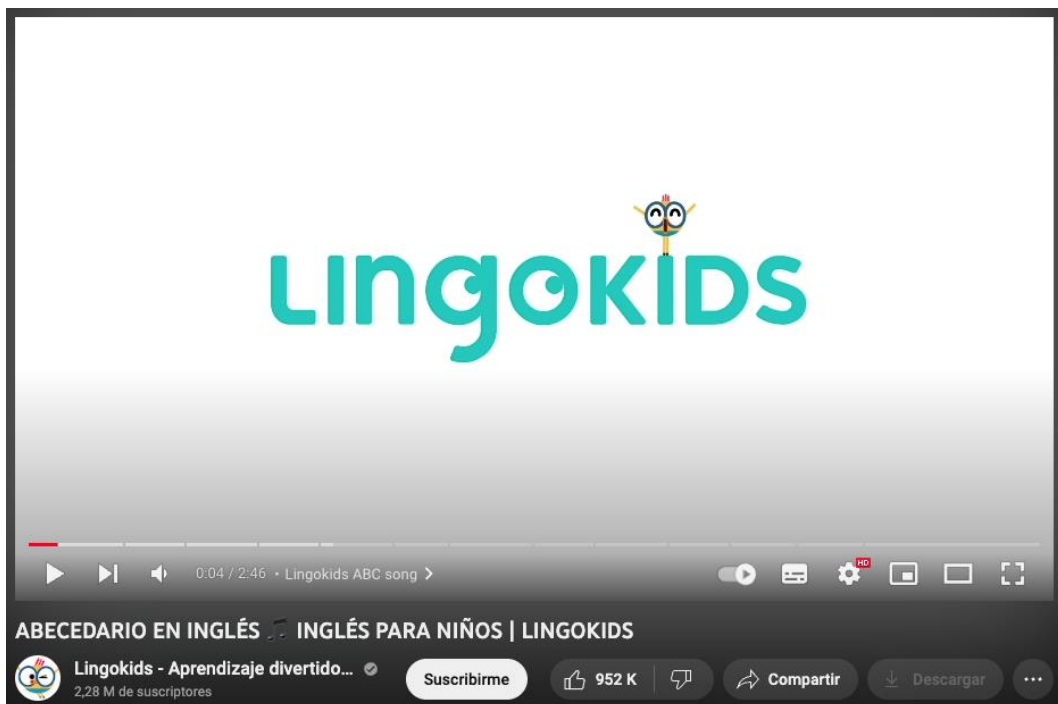 LINGOKIDS
0:04 / 2:46 • Lingokids ABC song >
HD
ABECEDARIO EN INGLÉS 🎵 INGLÉS PARA NIÑOS | LINGOKIDS
Lingokids - Aprendizaje divertido...
2,28 M de suscriptores
Suscribirme
952 K
Compartir
Descargar